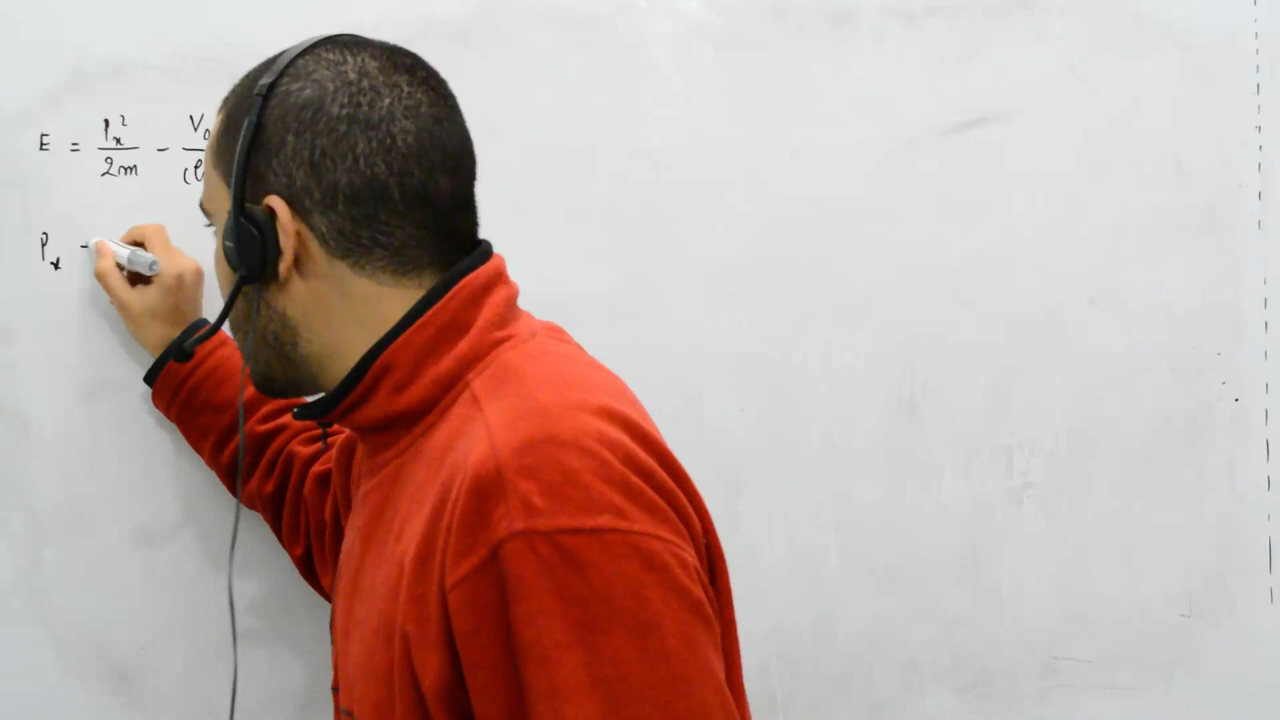 E = Px² / 2m - V₀
Px